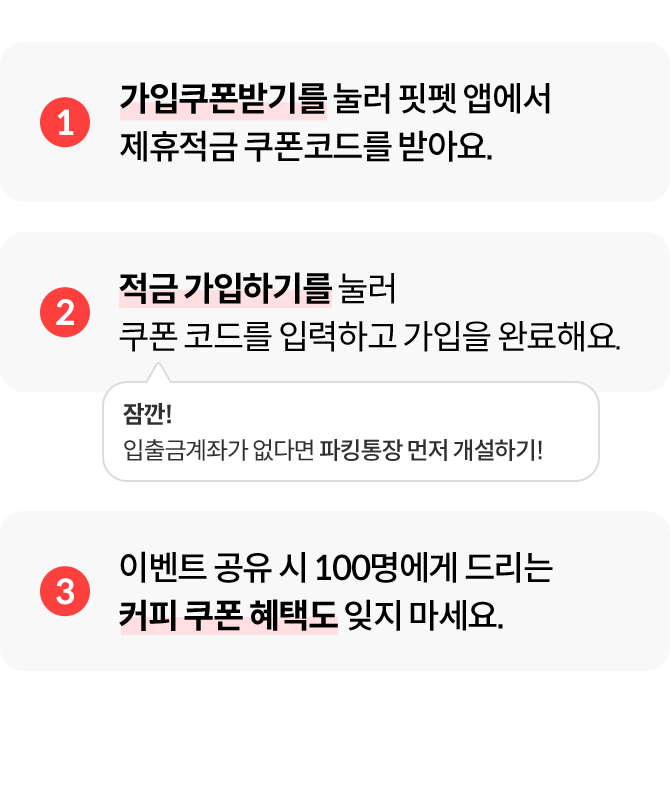 1
가입쿠폰받기를 눌러 핏펫 앱에서
제휴적금 쿠폰코드를 받아요.
2
적금 가입하기를 눌러
쿠폰 코드를 입력하고 가입을 완료해요.
잠깐!
입출금계좌가 없다면 파킹통장 먼저 개설하기!
3
이벤트 공유 시 100명에게 드리는
커피 쿠폰 혜택도 잊지 마세요.